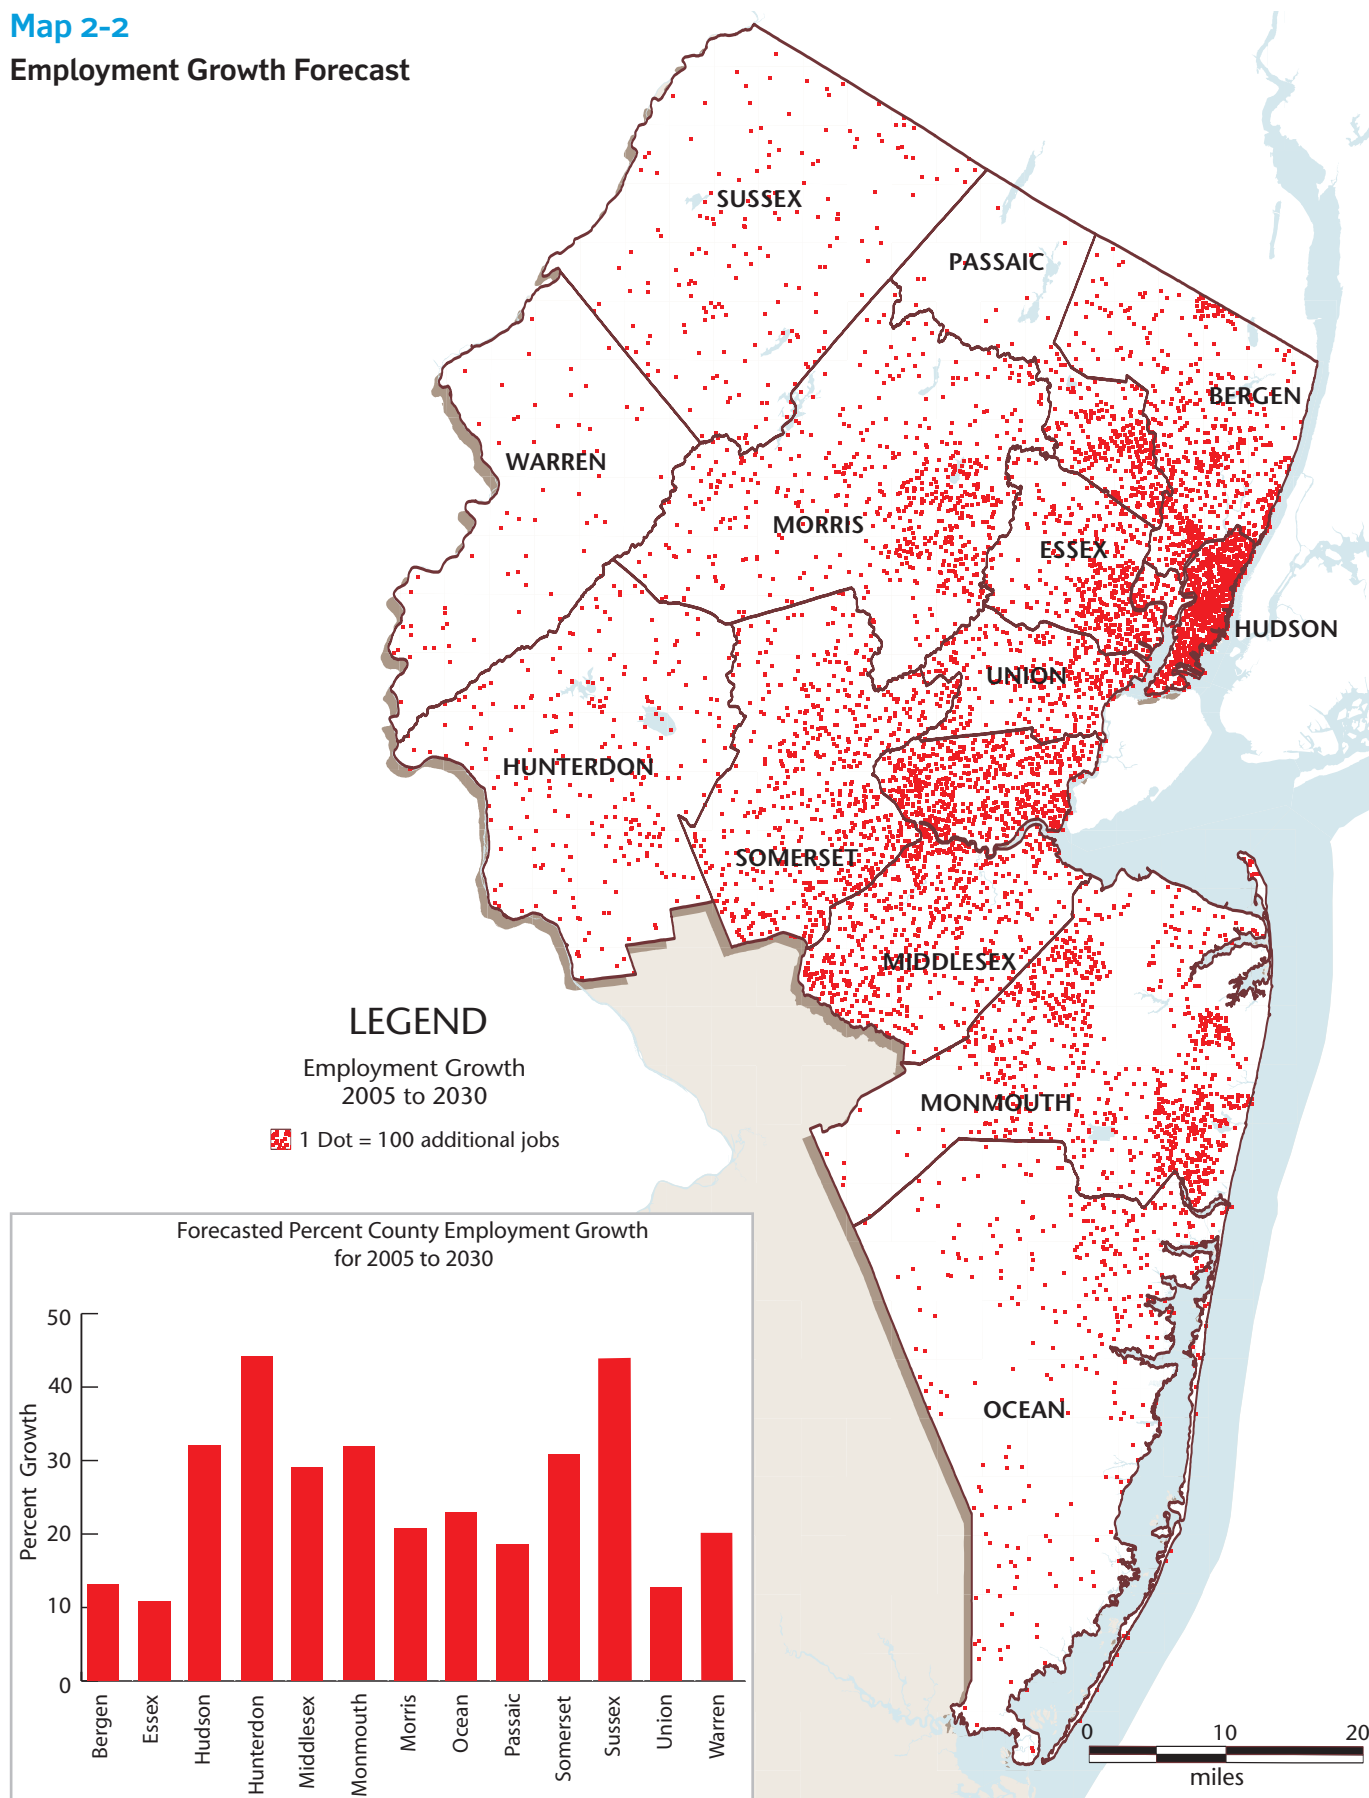 Map 2-2
Employment Growth Forecast
SUSSEX
PASSAIC
BERGEN
WARREN
MORRIS
ESSEX
HUDSON
UNION
HUNTERDON
SOMERSET
MIDDLESEX
LEGEND
Employment Growth
2005 to 2030
1 Dot = 100 additional jobs
MONMOUTH
OCEAN
Forecasted Percent County Employment Growth
for 2005 to 2030
Percent Growth
50
40
30
20
10
0
Bergen
Essex
Hudson
Hunterdon
Middlesex
Monmouth
Morris
Ocean
Passaic
Somerset
Sussex
Union
Warren
0 10 20
miles